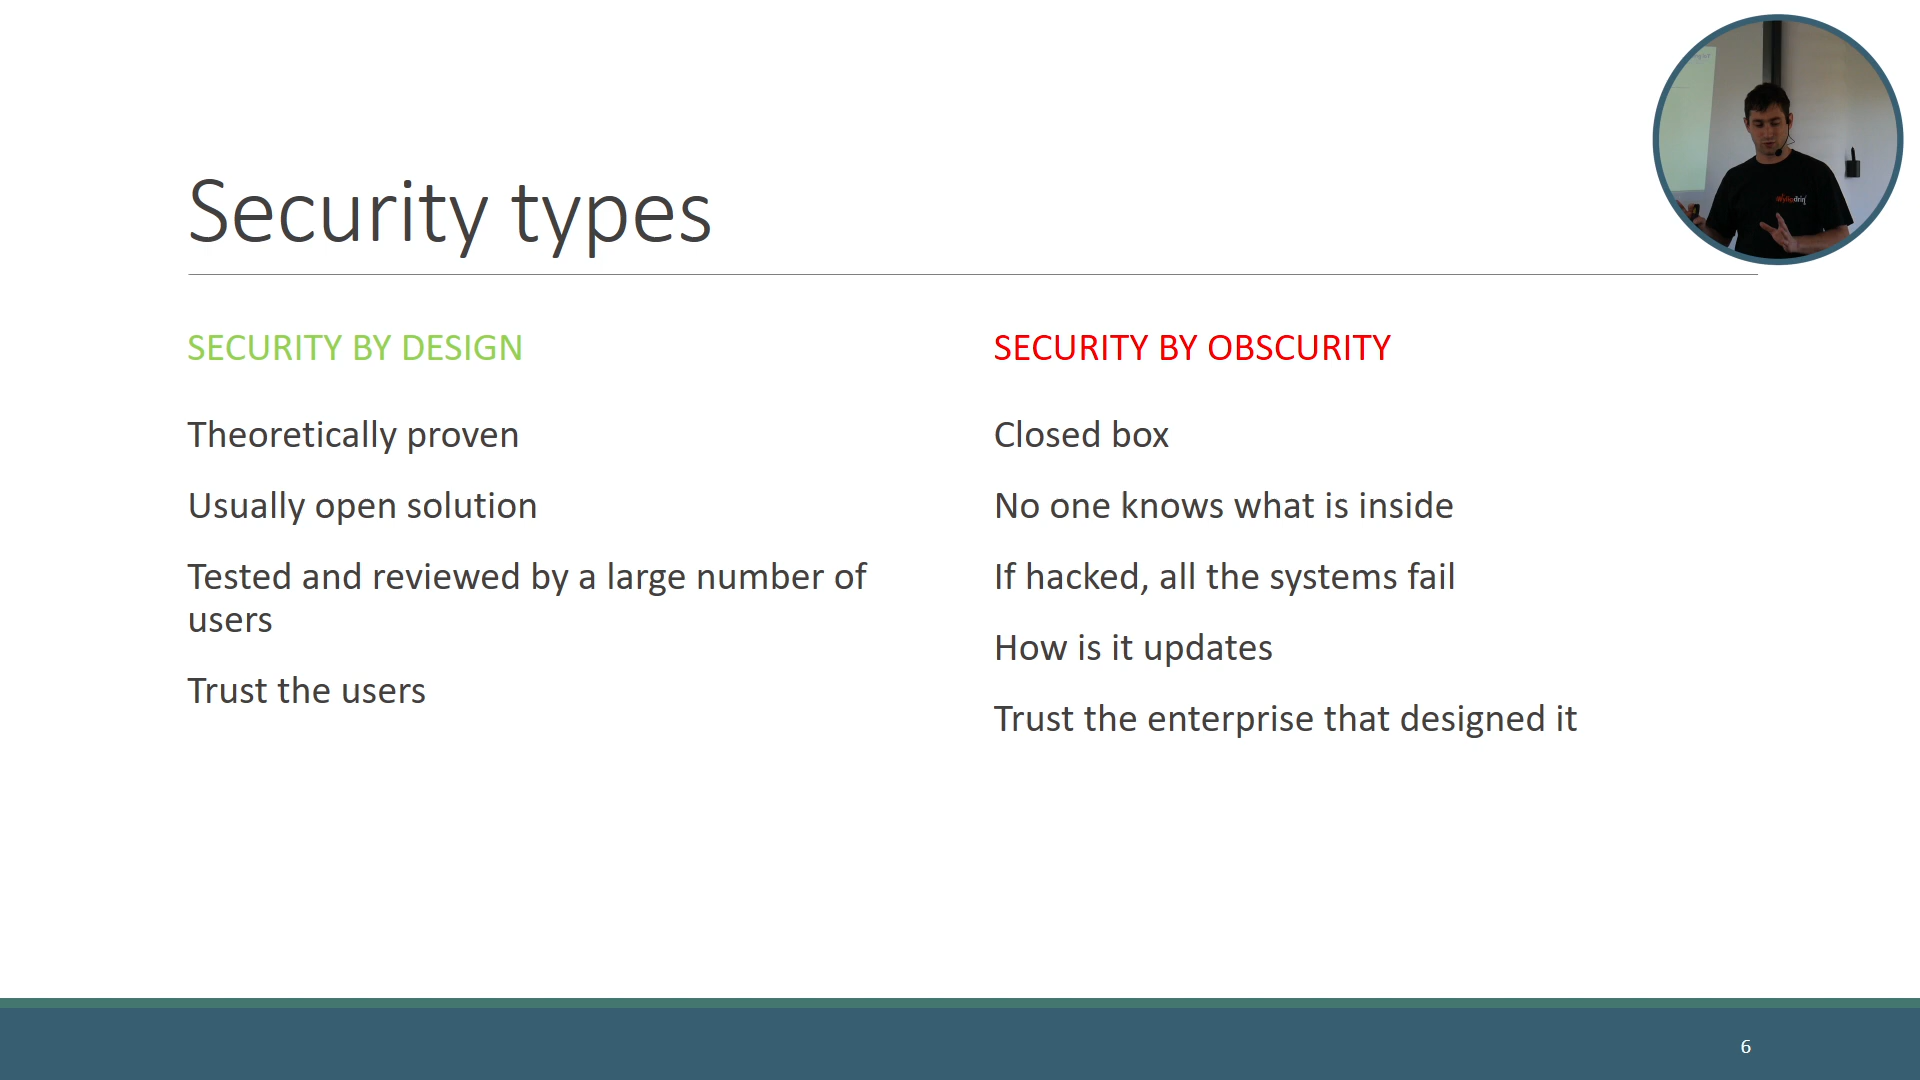 Security types
SECURITY BY DESIGN
Theoretically proven
Usually open solution
Tested and reviewed by a large number of
users
Trust the users
SECURITY BY OBSCURITY
Closed box
No one knows what is inside
If hacked, all the systems fail
How is it updates
Trust the enterprise that designed it
6